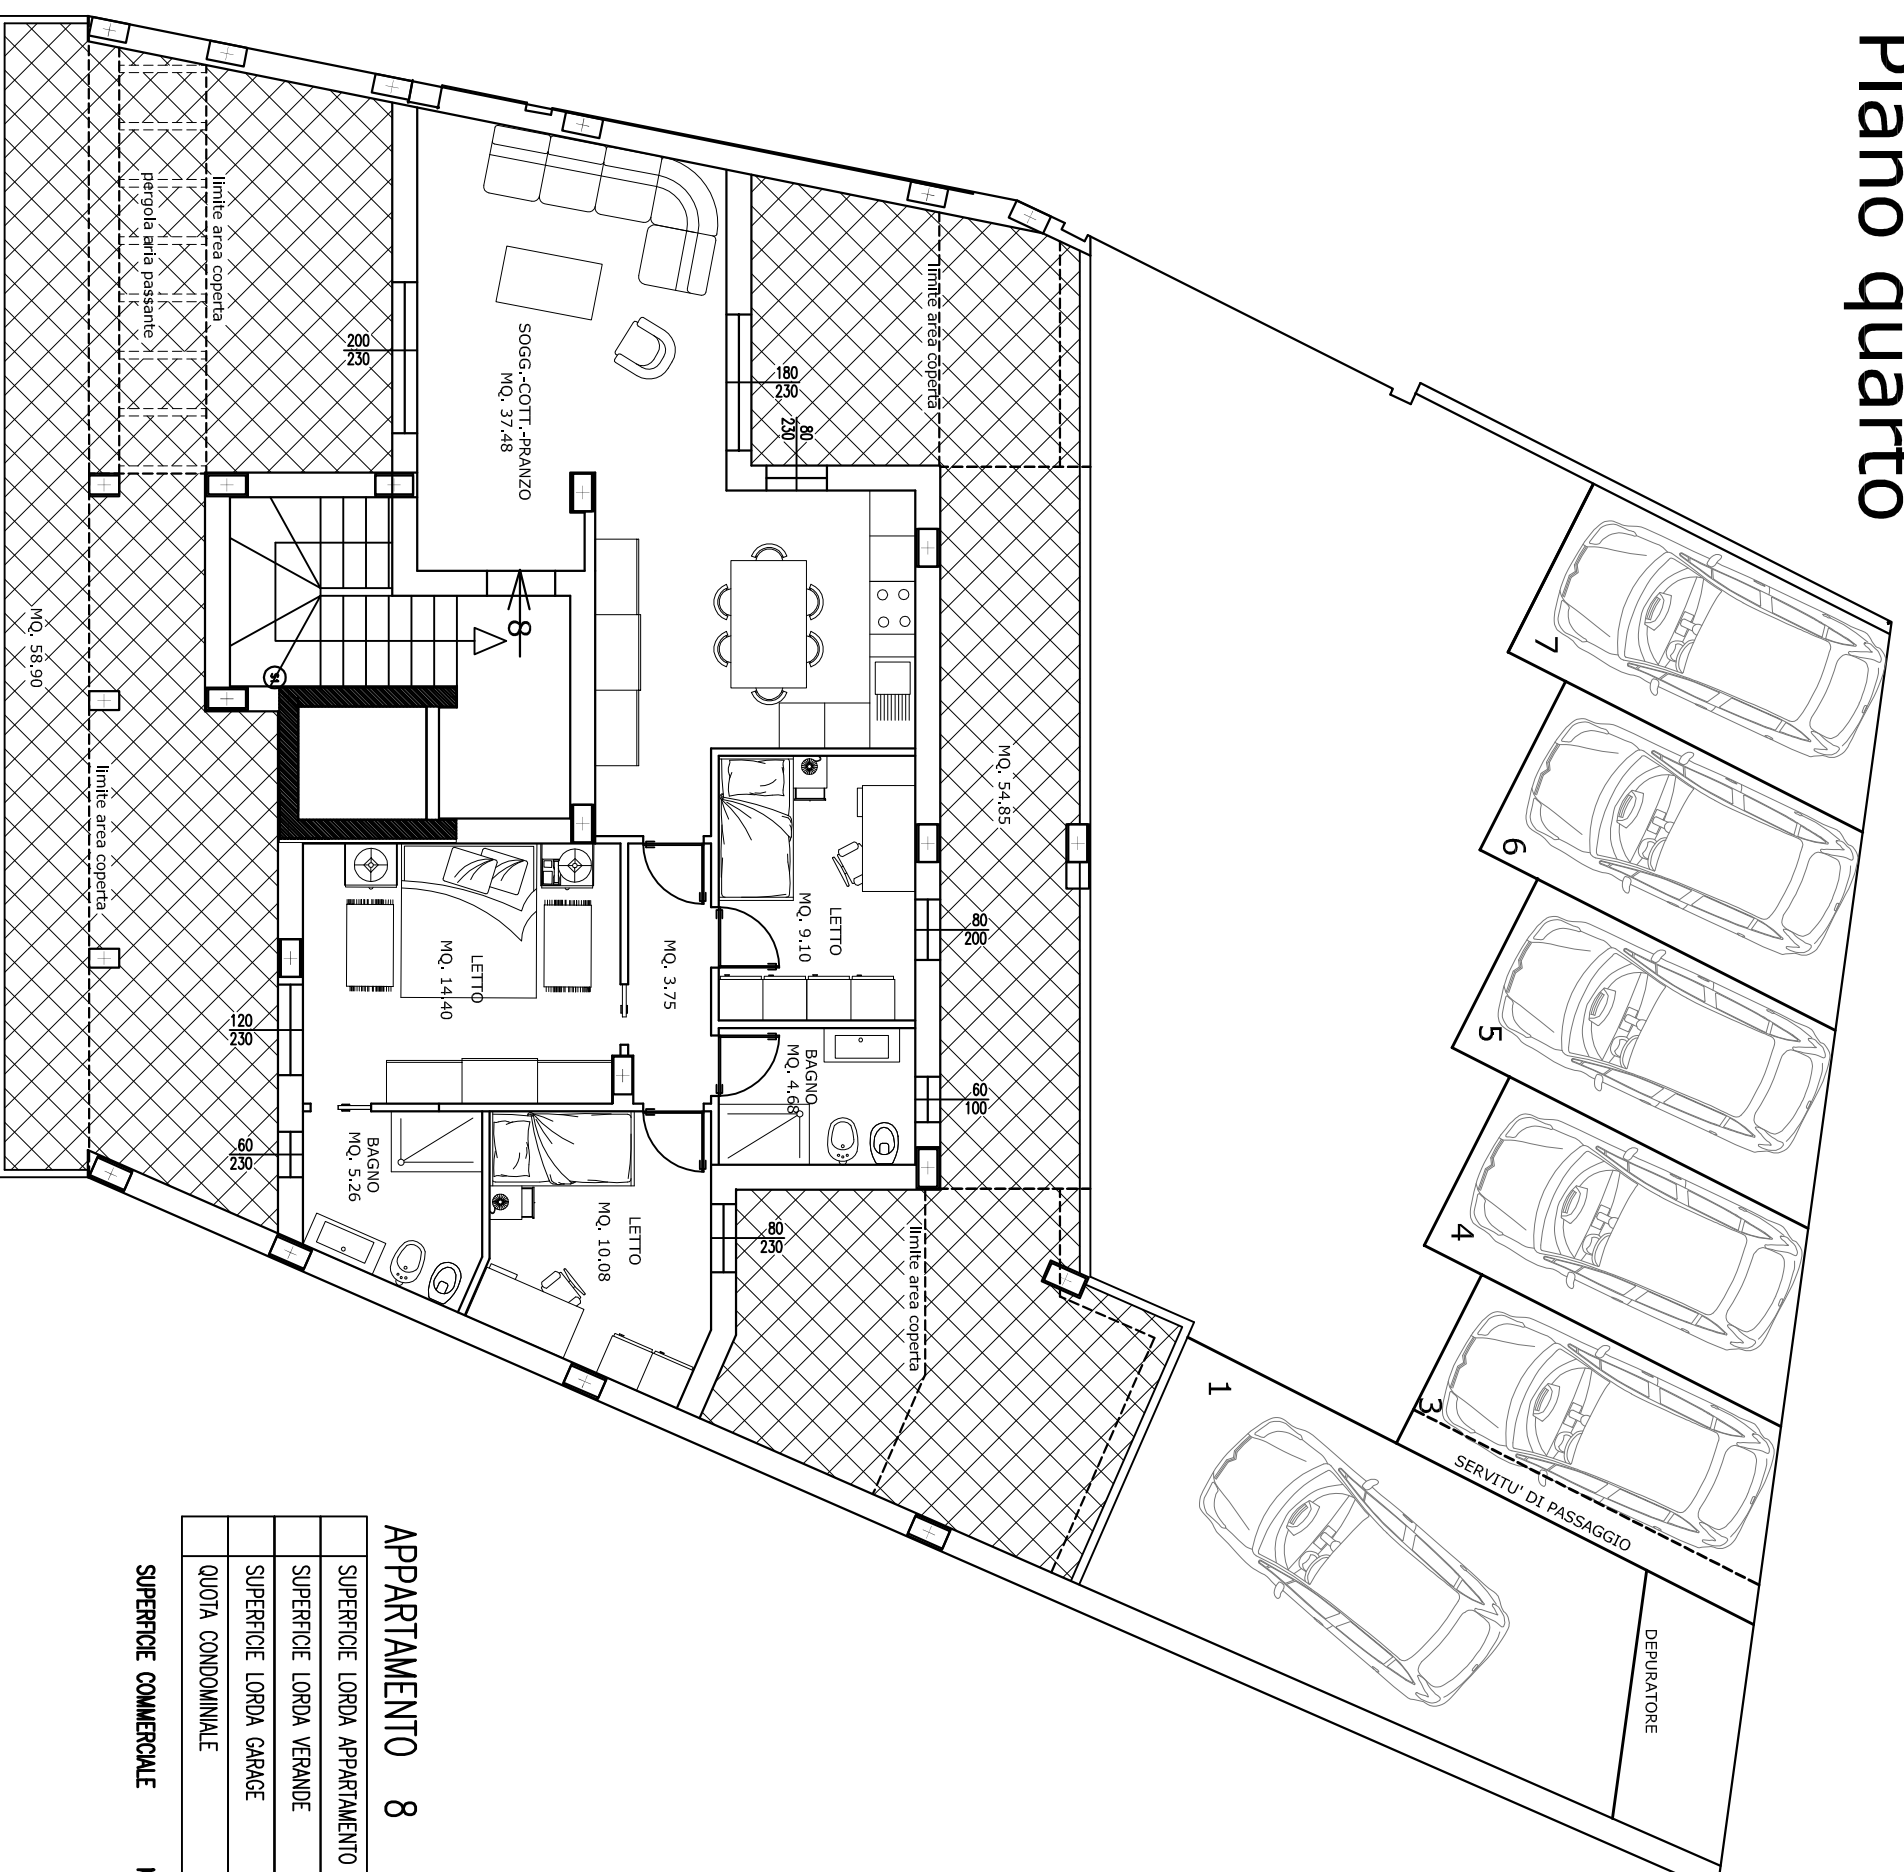 Piano quarto
7
6
5
4
3
1
SERVITU' DI PASSAGGIO
DEPURATORE
limite area coperta
MQ. 54.85
limite area coperta
180
230
80
230
80
200
60
100
80
230
LETTO
MQ. 9.10
BAGNO
MQ. 4.68
MQ. 3.75
LETTO
MQ. 10.08
SOGG.-COTT.-PRANZO
MQ. 37.48
8
LETTO
MQ. 14.40
BAGNO
MQ. 5.26
200
230
120
230
60
230
limite area coperta
pergola aria passante
limite area coperta
MQ. 58.90
APPARTAMENTO 8
SUPERFICIE LORDA APPARTAMENTO
SUPERFICIE LORDA VERANDE
SUPERFICIE LORDA GARAGE
QUOTA CONDOMINIALE
SUPERFICIE COMMERCIALE